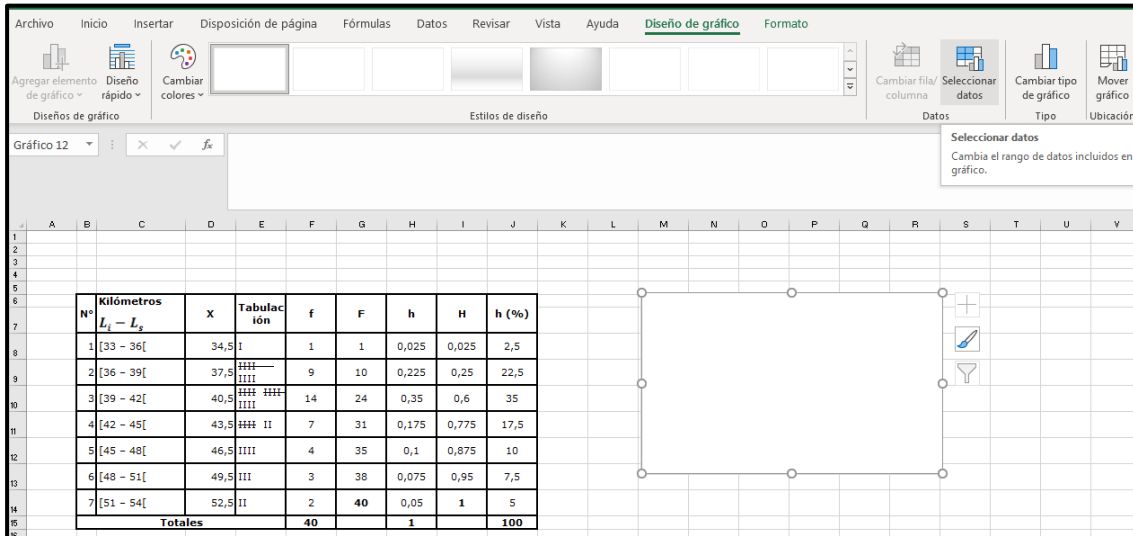 Archivo Inicio Insertar Disposición de página Fórmulas Datos Revisar Vista Ayuda Diseño de gráfico Formato
Agregar elemento de gráfico
Diseño rápido
Cambiar colores
Cambiar fila/ columna
Seleccionar datos
Cambiar tipo de gráfico
Mover gráfico
Diseños de gráfico Estilos de diseño Datos Tipo Ubicación
Seleccionar datos
Cambia el rango de datos incluidos en
gráfico.
Gráfico 12 fx
A B C D E F G H I J K L M N O P Q R S T U V
1
2
3
4
5
6
7
8
9
10
11
12
13
14
15
16
N° Kilómetros Li – Ls X Tabulación f F h H h (%)
1 [33 – 36[ 34,5 I 1 1 0,025 0,025 2,5
2 [36 – 39[ 37,5 IIII IIII 9 10 0,225 0,25 22,5
3 [39 – 42[ 40,5 IIII IIII IIII 14 24 0,35 0,6 35
4 [42 – 45[ 43,5 IIII II 7 31 0,175 0,775 17,5
5 [45 – 48[ 46,5 IIII 4 35 0,1 0,875 10
6 [48 – 51[ 49,5 III 3 38 0,075 0,95 7,5
7 [51 – 54[ 52,5 II 2 40 0,05 1 5
Totales 40 1 100